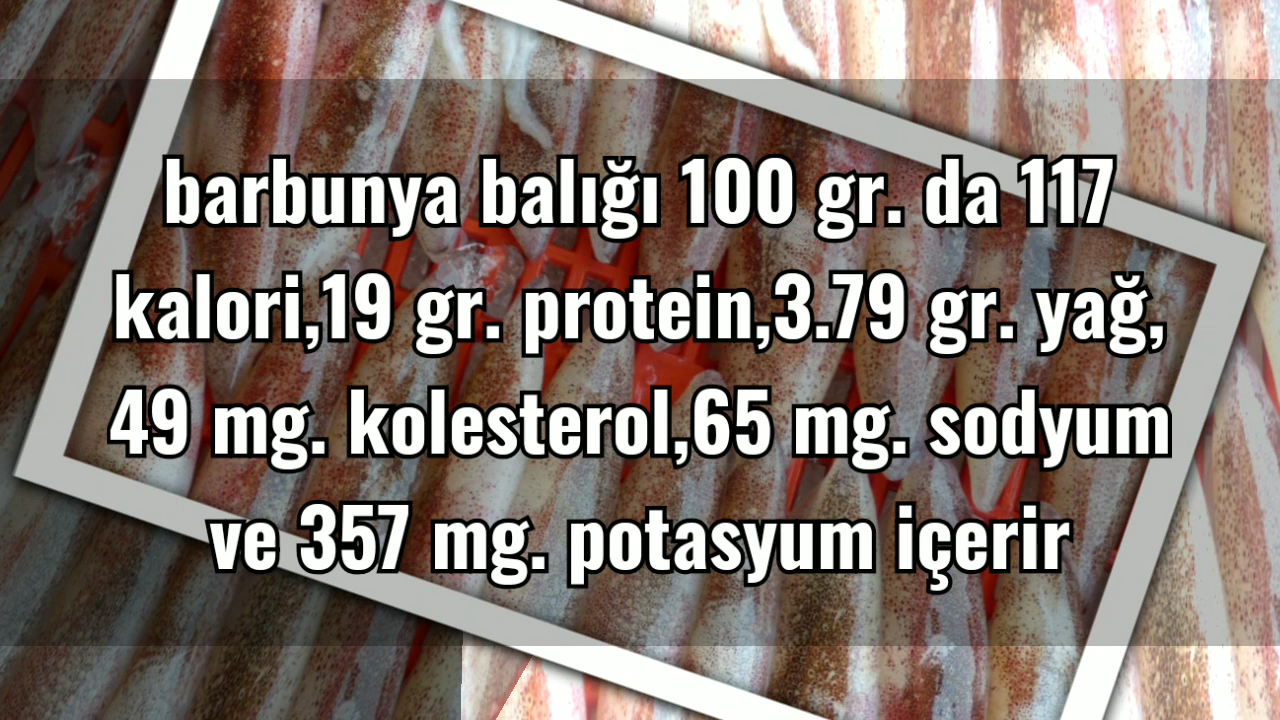 barbunya balığı 100 gr. da 117
kalori,19 gr. protein,3.79 gr. yağ,
49 mg. kolesterol,65 mg. sodyum
ve 357 mg. potasyum içerir